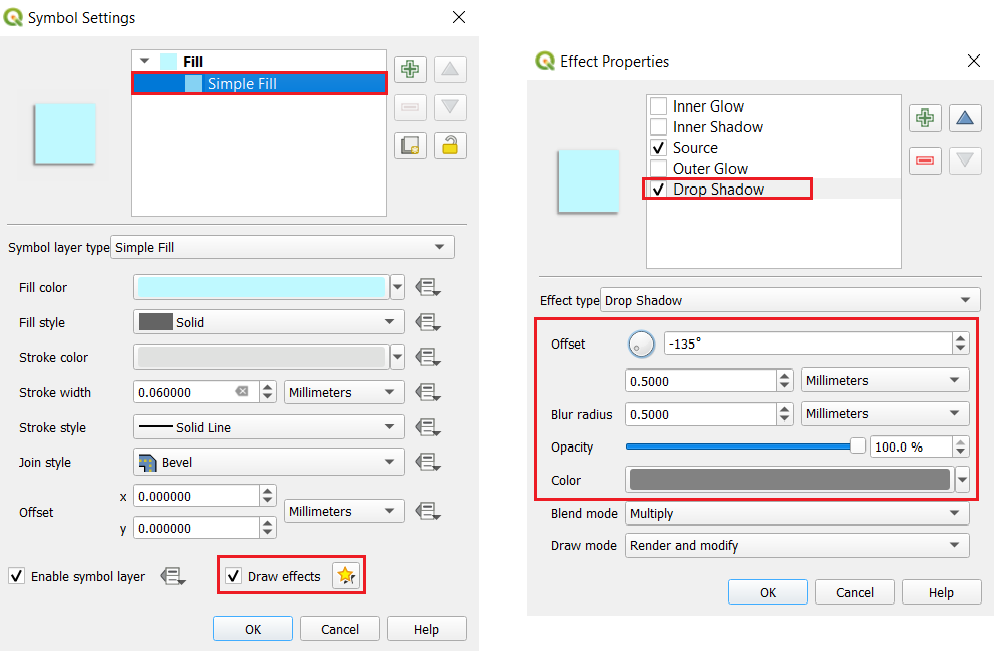 Symbol Settings
Fill
Simple Fill
Symbol layer type Simple Fill
Fill color
Fill style Solid
Stroke color
Stroke width 0.060000 Millimeters
Stroke style Solid Line
Join style Bevel
Offset x 0.000000 Millimeters
y 0.000000
Enable symbol layer Draw effects
OK Cancel Help
Effect Properties
Inner Glow
Inner Shadow
Source
Outer Glow
Drop Shadow
Effect type Drop Shadow
Offset -135°
0.5000 Millimeters
Blur radius 0.5000 Millimeters
Opacity 100.0 %
Color
Blend mode Multiply
Draw mode Render and modify
OK Cancel Help